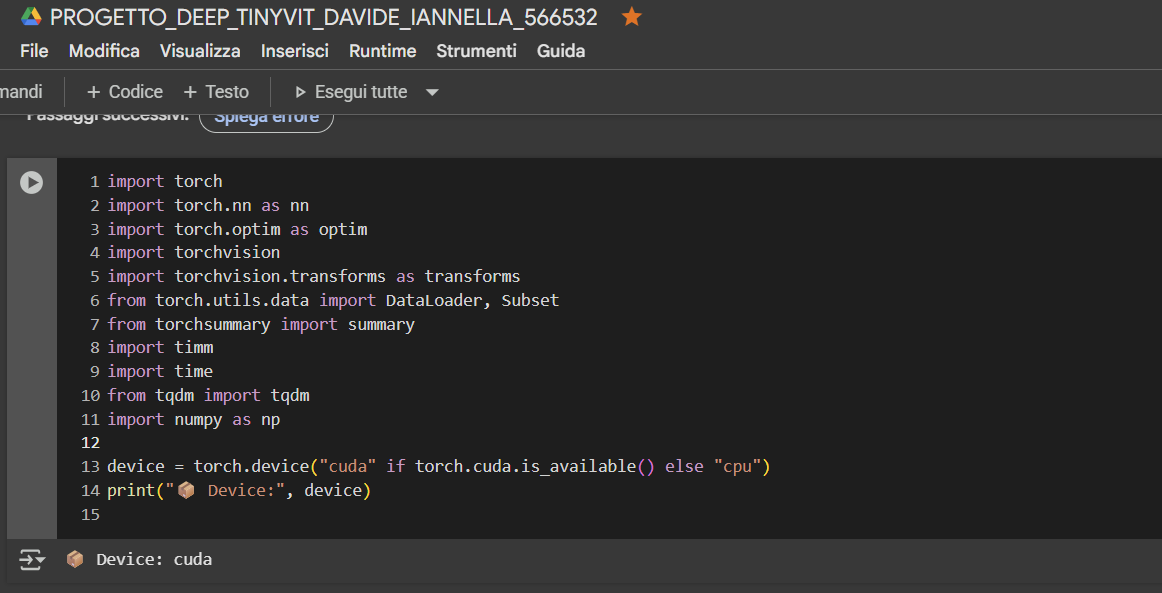 PROGETTO_DEEP_TINYVIT_DAVIDE_IANNELLA_566532
File Modifica Visualizza Inserisci Runtime Strumenti Guida
mandi + Codice + Testo Esegui tutte
Passaggi successivi: Spiega errore
1 import torch
2 import torch.nn as nn
3 import torch.optim as optim
4 import torchvision
5 import torchvision.transforms as transforms
6 from torch.utils.data import DataLoader, Subset
7 from torchsummary import summary
8 import timm
9 import time
10 from tqdm import tqdm
11 import numpy as np
12
13 device = torch.device("cuda" if torch.cuda.is_available() else "cpu")
14 print("📦 Device:", device)
15
📦 Device: cuda